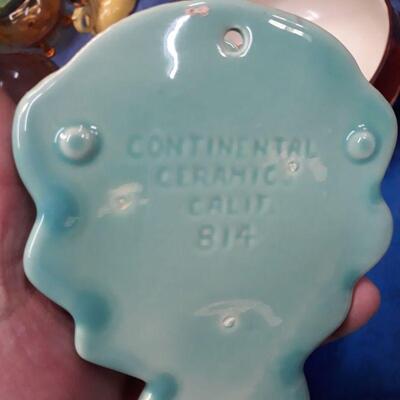 CONTINENTAL
CERAMICS
CALIF.
814